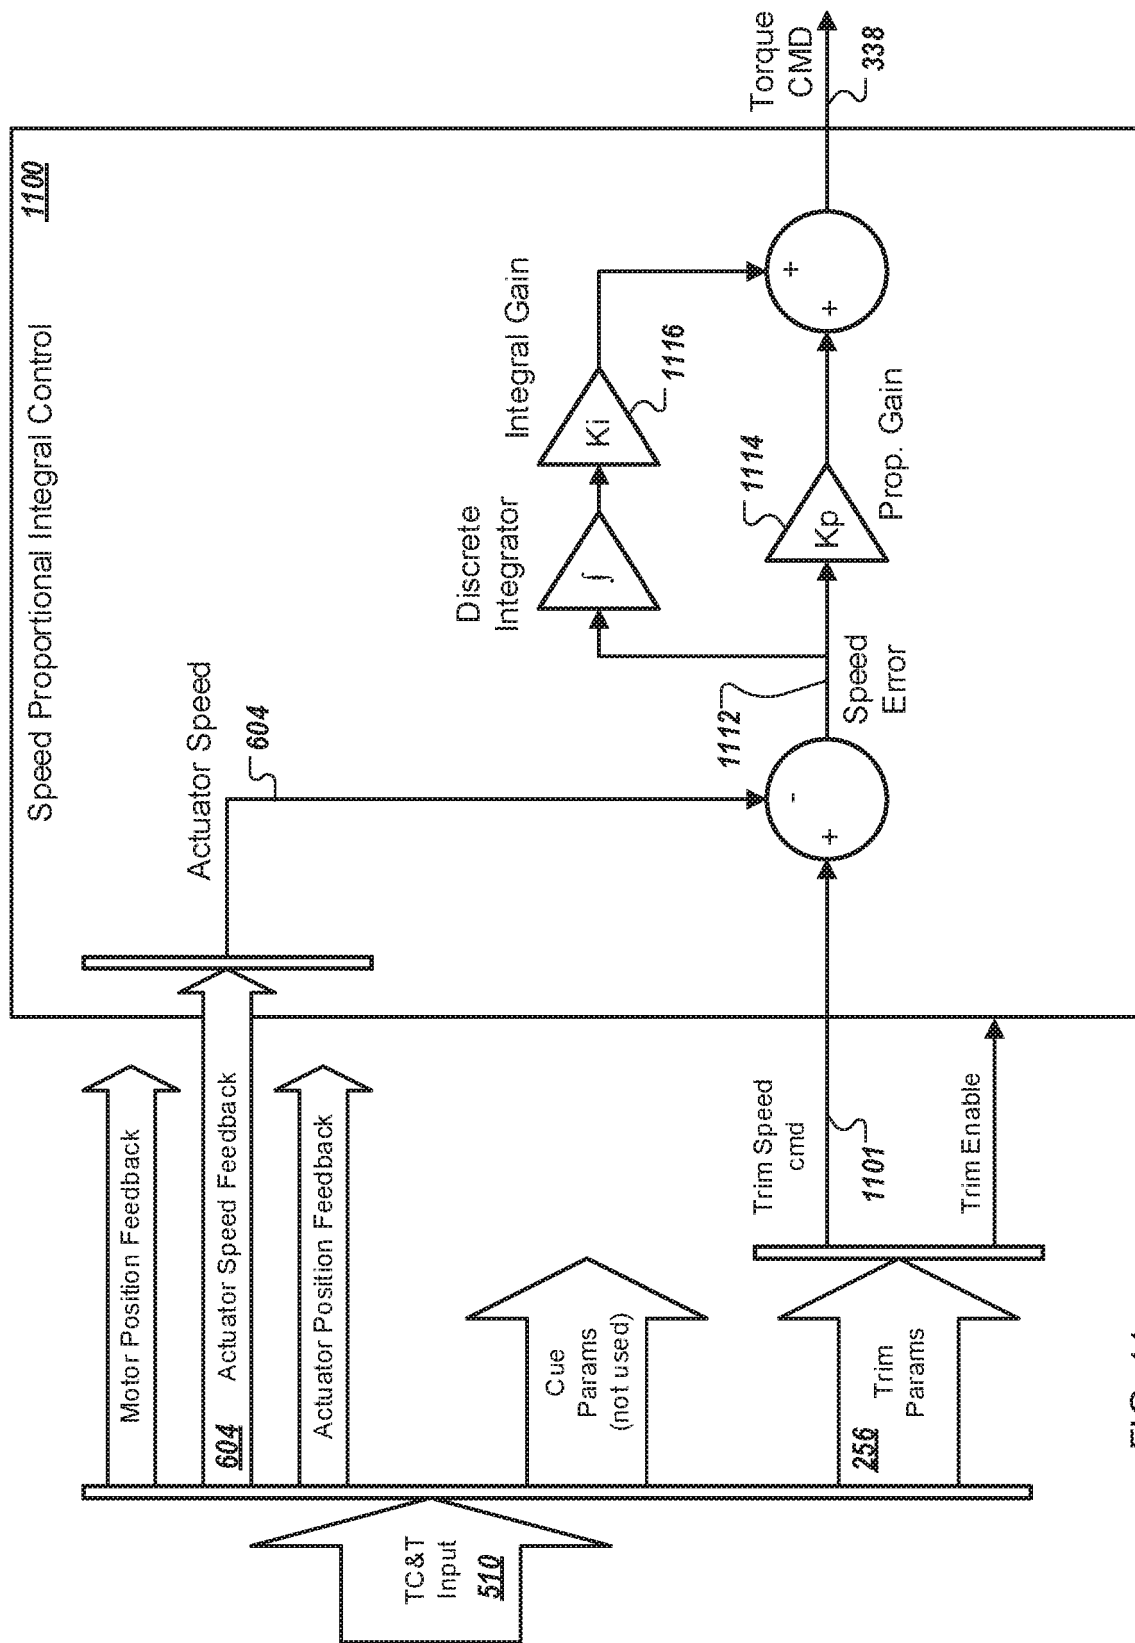 Speed Proportional Integral Control
1100
Motor Position Feedback
604
Actuator Speed Feedback
Actuator Position Feedback
Actuator Speed
604
TC&T
Input
510
Cue
Params
(not used)
256
Trim
Params
Trim Speed
cmd
1101
Trim Enable
+
-
1112
Speed
Error
Discrete
Integrator
∫
Integral Gain
Ki
1116
1114
Kp
Prop. Gain
+
+
Torque
CMD
338